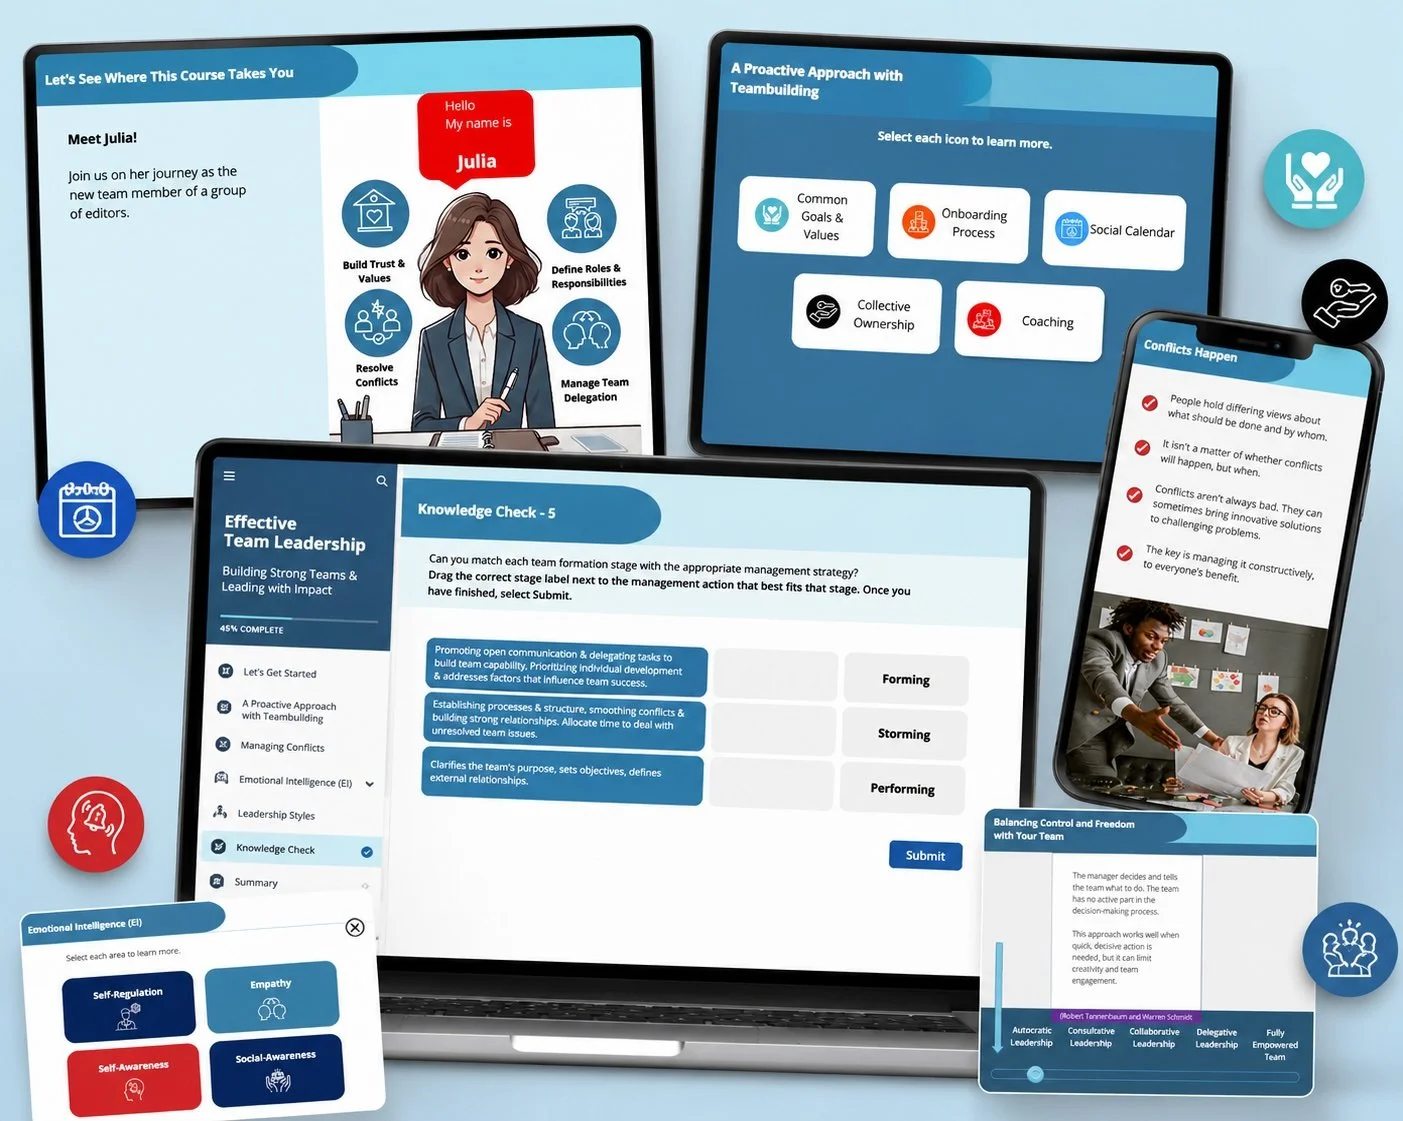 Let's See Where This Course Takes You
Meet Julia!
Join us on her journey as the
new team member of a group
of editors.
Hello
My name is
Julia
Build Trust &
Values
Define Roles &
Responsibilities
Resolve
Conflicts
Manage Team
Delegation
A Proactive Approach with
Teambuilding
Select each icon to learn more.
Common
Goals &
Values
Onboarding
Process
Social Calendar
Collective
Ownership
Coaching
Conflicts Happen
People hold differing views about
what should be done and by whom.
It isn't a matter of whether conflicts
will happen, but when.
Conflicts aren't always bad. They can
sometimes bring innovative solutions
to challenging problems.
The key is managing it constructively,
to everyone's benefit.
Effective
Team Leadership
Building Strong Teams &
Leading with Impact
45% COMPLETE
Let's Get Started
A Proactive Approach
with Teambuilding
Managing Conflicts
Emotional Intelligence (EI)
Leadership Styles
Knowledge Check
Summary
Knowledge Check - 5
Can you match each team formation stage with the appropriate management strategy?
Drag the correct stage label next to the management action that best fits that stage. Once you
have finished, select Submit.
Promoting open communication & delegating tasks to
build team capability, Prioritizing individual development
& addresses factors that influence team success.
Forming
Establishing processes & structure, smoothing conflicts &
building strong relationships. Allocate time to deal with
unresolved team issues.
Storming
Clarifies the team's purpose, sets objectives, defines
external relationships.
Performing
Submit
Emotional Intelligence (EI)
Select each area to learn more.
Self-Regulation
Empathy
Self-Awareness
Social-Awareness
Balancing Control and Freedom
with Your Team
The manager decides and tells
the team what to do. The team
has no active part in the
decision-making process.
This approach works well when
quick, decisive action is
needed, but it can limit
creativity and team
engagement.
(Robert Tannenbaum and Warren Schmidt
Autocratic
Leadership
Consultative
Leadership
Collaborative
Leadership
Delegative
Leadership
Fully
Empowered
Team